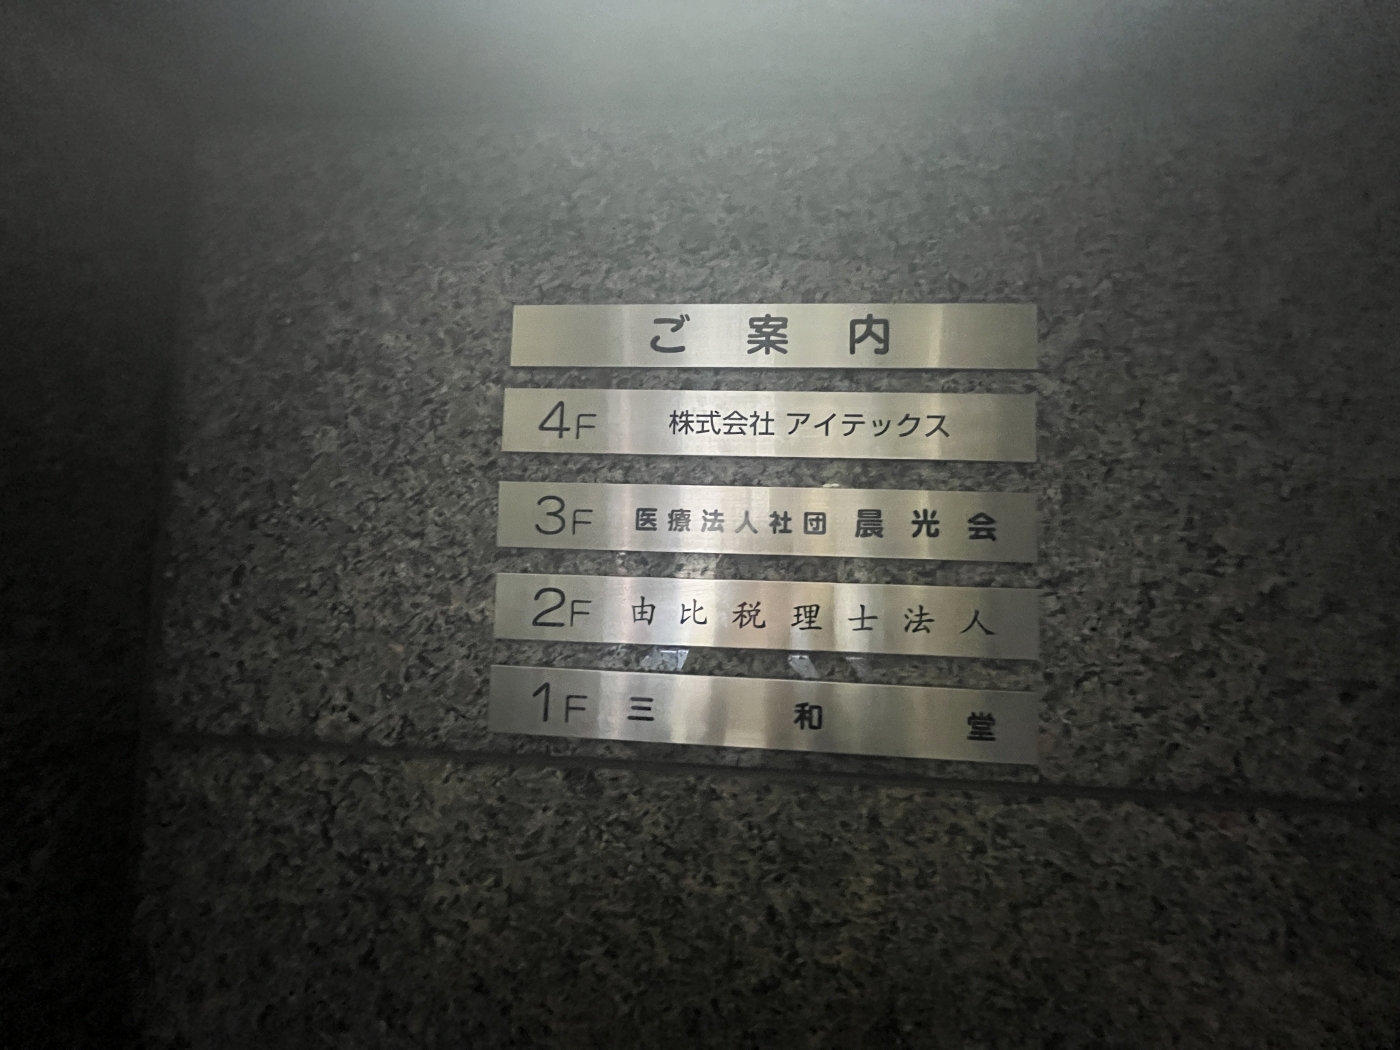 ご案内
4F 株式会社 アイテックス
3F 医療法人社団 晨光会
2F 由比税理士法人
1F 三和堂